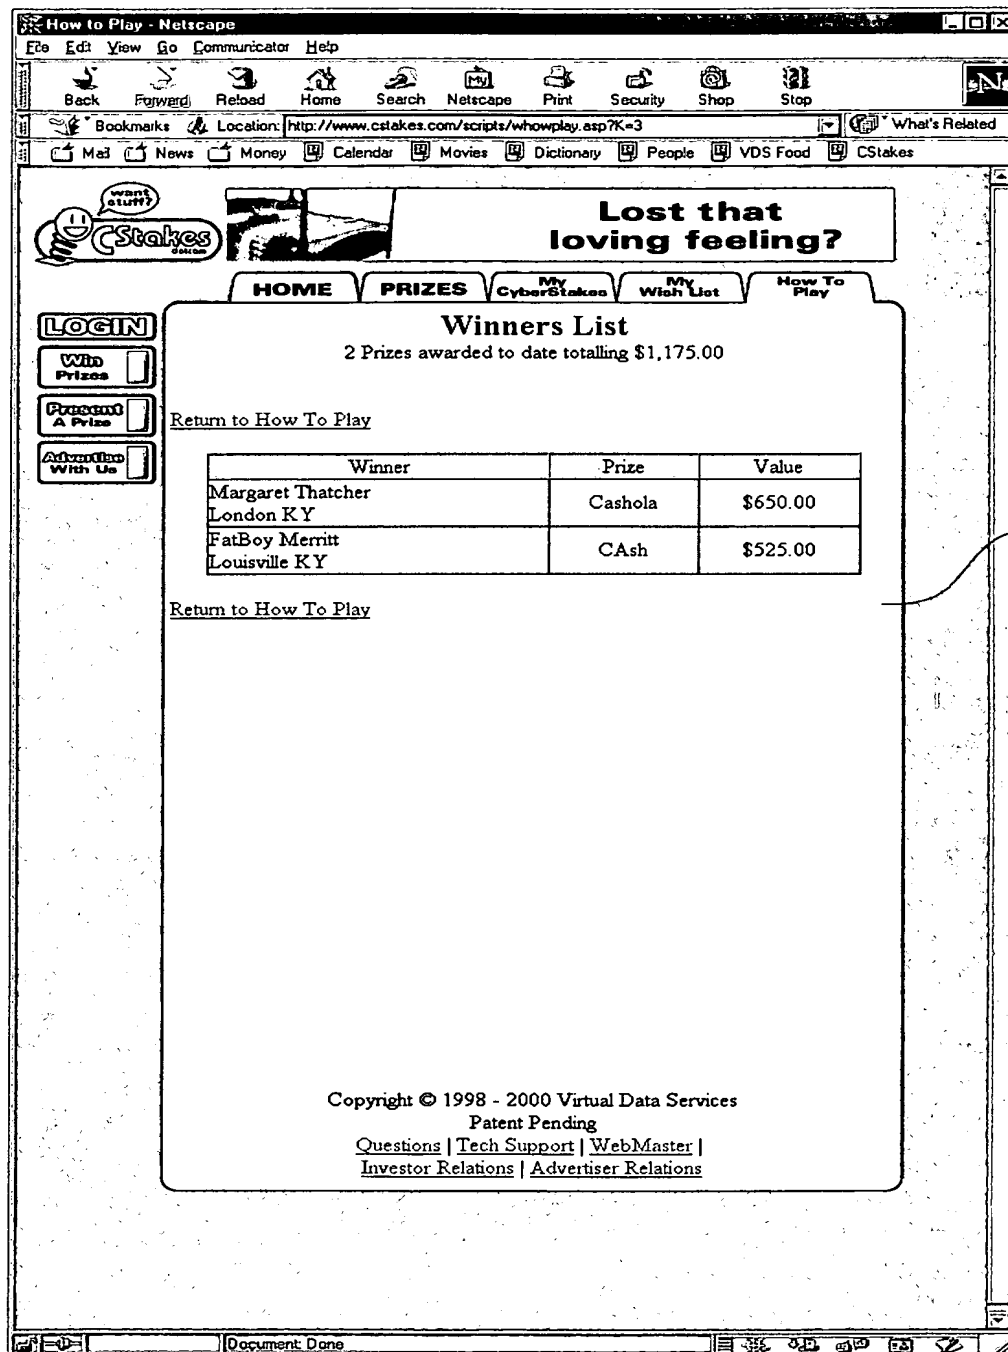 How to Play - Netscape
File Edit View Go Communicator Help
Back Forward Reload Home Search Netscape Print Security Shop Stop
My
N
Bookmarks Location: http://www.cstakes.com/scripts/whowplay.asp?K=3 What's Related
Mail News Money Calendar Movies Dictionary People VDS Food CStakes
want stuff?
CStakes
dotcom
Lost that
loving feeling?
HOME PRIZES My CyberStakes My Wish List How To Play
LOGIN
Win
Prizes
Present
A Prize
Advertise
With Us
Winners List
2 Prizes awarded to date totalling $1,175.00
Return to How To Play
Winner Prize Value
Margaret Thatcher
London KY Cashola $650.00
FatBoy Merritt
Louisville KY CAsh $525.00
Return to How To Play
Copyright © 1998 - 2000 Virtual Data Services
Patent Pending
Questions | Tech Support | WebMaster |
Investor Relations | Advertiser Relations
Document: Done